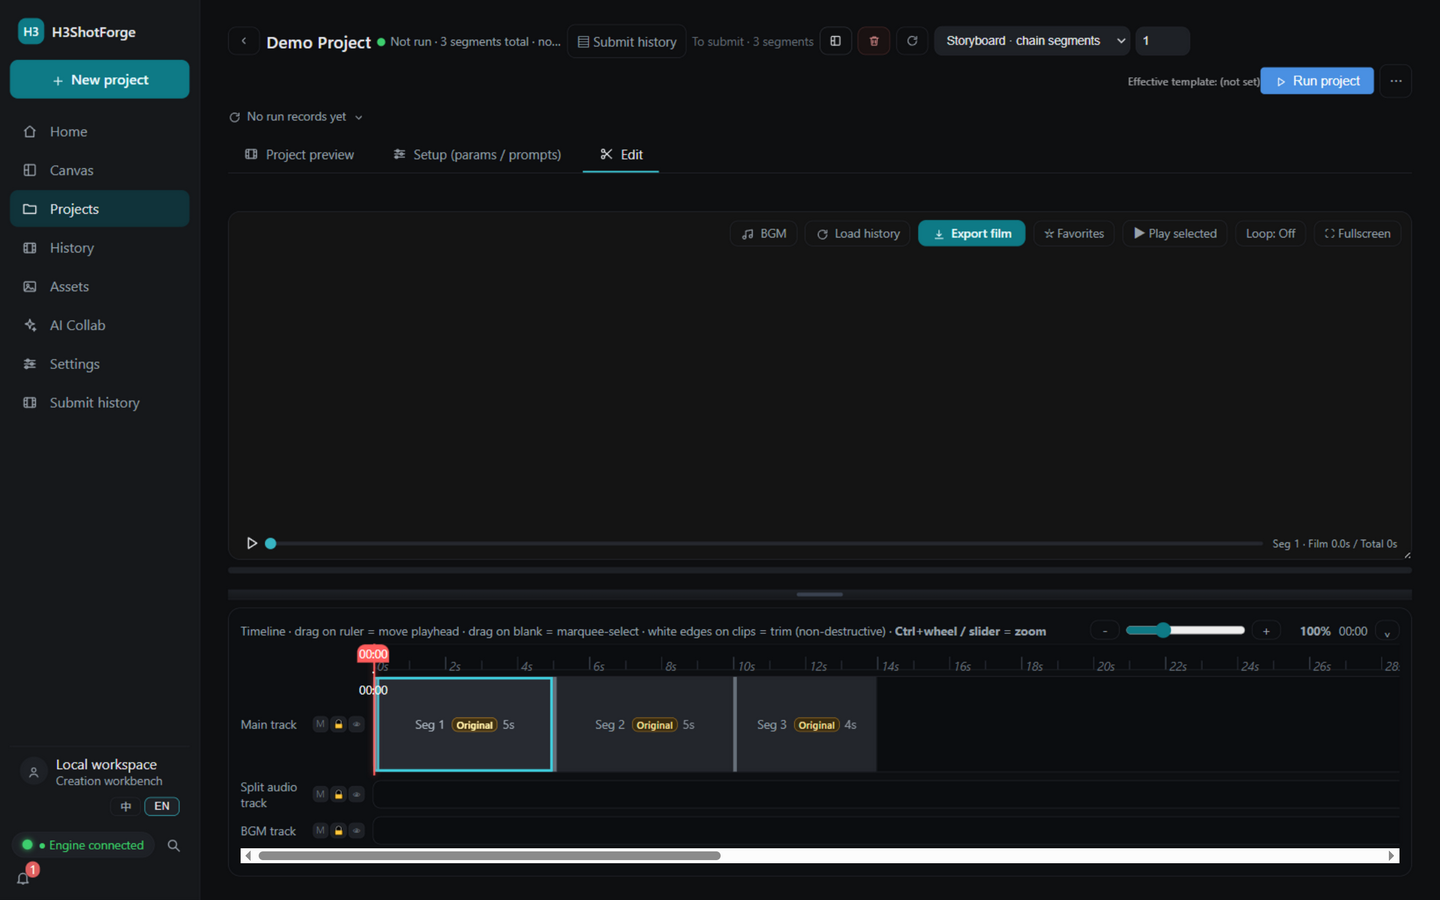 H3 H3ShotForge
+ New project
Home
Canvas
Projects
History
Assets
AI Collab
Settings
Submit history
Local workspace
Creation workbench
中 EN
Engine connected
1
Demo Project Not run · 3 segments total · no... Submit history To submit · 3 segments Storyboard · chain segments 1
Effective template: (not set) Run project ...
No run records yet
Project preview Setup (params / prompts) Edit
BGM Load history Export film Favorites Play selected Loop: Off Fullscreen
Seg 1 · Film 0.0s / Total 0s
Timeline · drag on ruler = move playhead · drag on blank = marquee-select · white edges on clips = trim (non-destructive) · Ctrl+wheel / slider = zoom - + 100% 00:00 v
00:00
0s 2s 4s 6s 8s 10s 12s 14s 16s 18s 20s 22s 24s 26s 28
00:00
Main track M Seg 1 Original 5s Seg 2 Original 5s Seg 3 Original 4s
Split audio track M
BGM track M